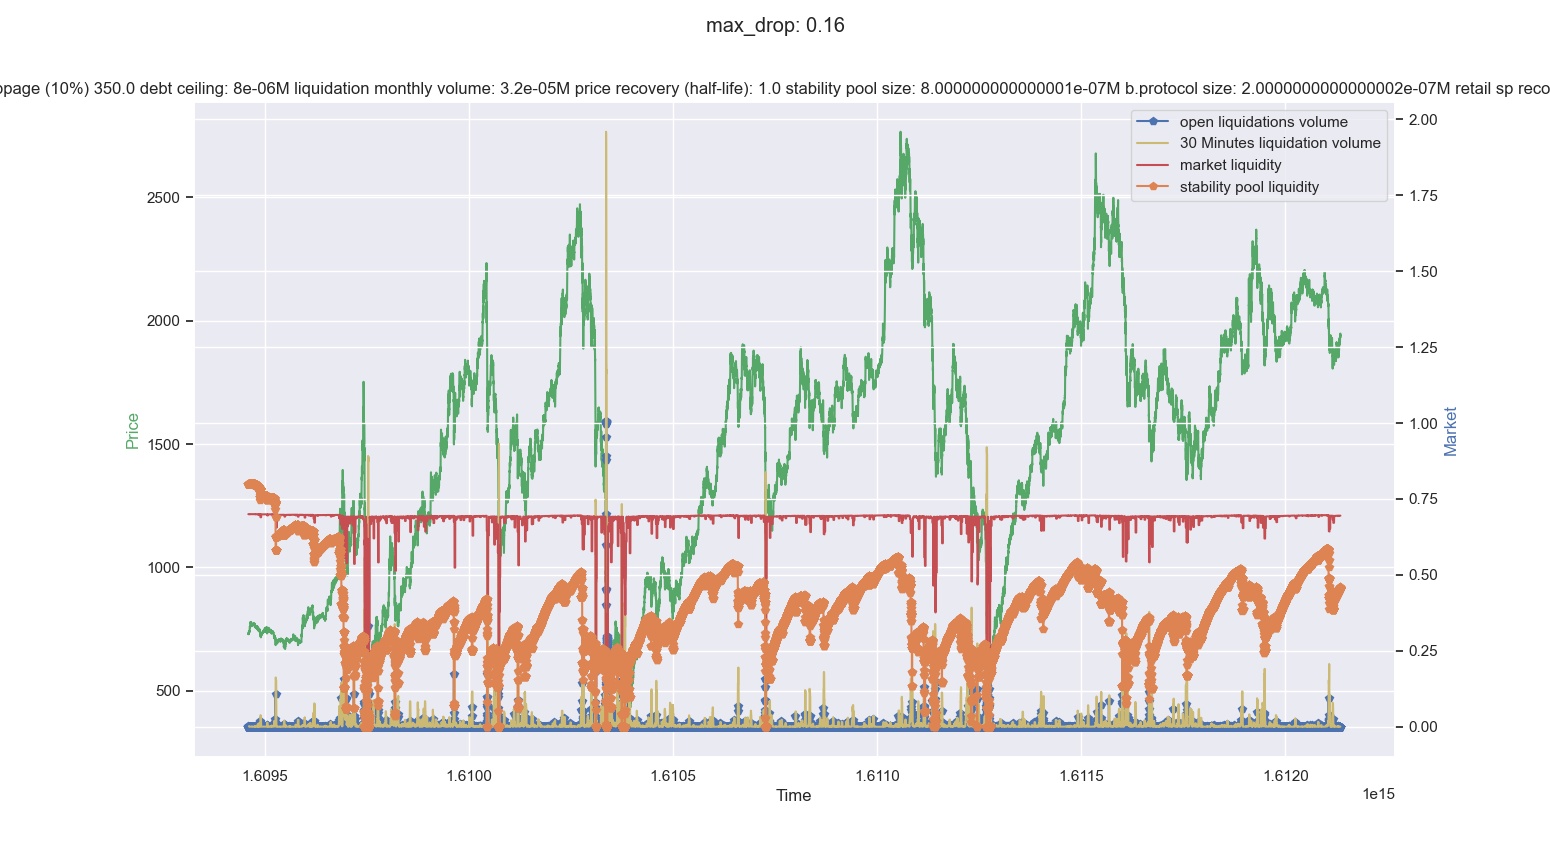 max_drop: 0.16
(10%) 350.0 debt ceiling: 8e-06M liquidation monthly volume: 3.2e-05M price recovery (half-life): 1.0 stability pool size: 8.000000000000001e-07M b.protocol size: 2.0000000000000002e-07M retail sp reco
open liquidations volume
30 Minutes liquidation volume
market liquidity
stability pool liquidity
Price
2500
2000
1500
1000
500
2.00
1.75
1.50
1.25
1.00
0.75
0.50
0.25
0.00
Market
1.6095 1.6100 1.6105 1.6110 1.6115 1.6120
Time
1e15